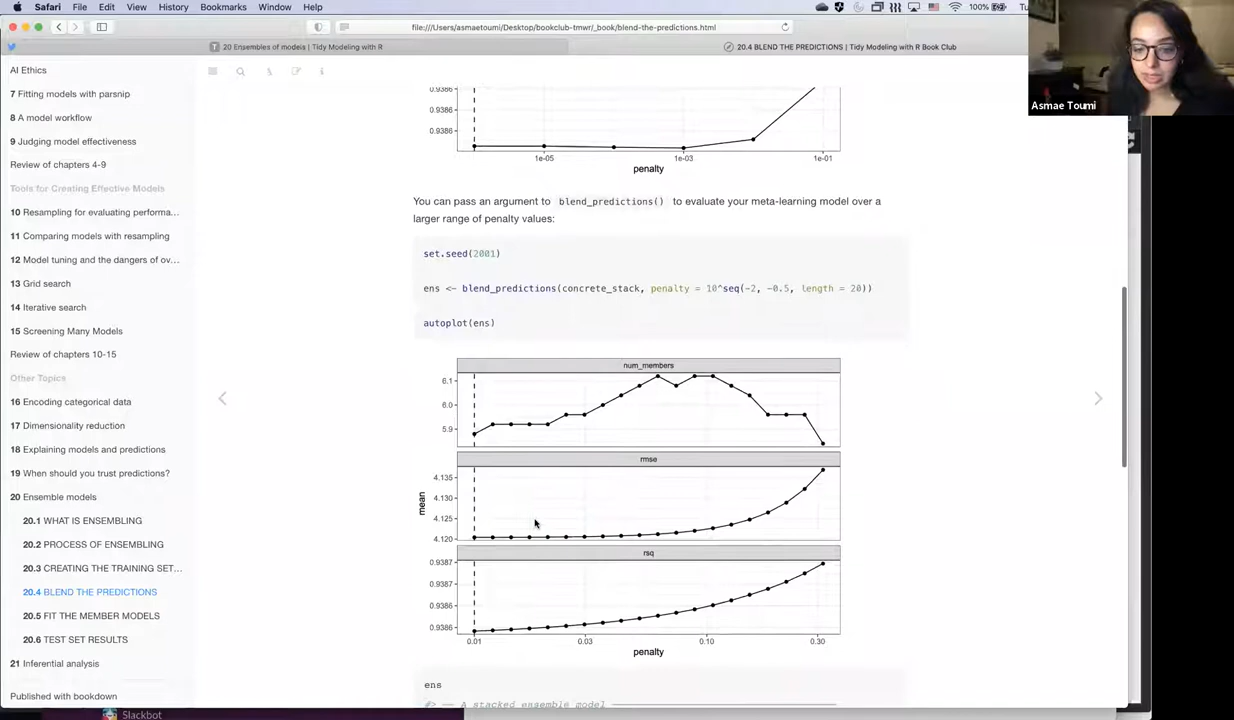 Safari File Edit View History Bookmarks Window Help
100%
file:///Users/asmaetoumi/Desktop/bookclub-tmwr/_book/blend-the-predictions.html
20 Ensembles of models | Tidy Modeling with R
20.4 BLEND THE PREDICTIONS | Tidy Modeling with R Book Club
Asmae Toumi
AI Ethics
7 Fitting models with parsnip
8 A model workflow
9 Judging model effectiveness
Review of chapters 4-9
Tools for Creating Effective Models
10 Resampling for evaluating performa...
11 Comparing models with resampling
12 Model tuning and the dangers of ov...
13 Grid search
14 Iterative search
15 Screening Many Models
Review of chapters 10-15
Other Topics
16 Encoding categorical data
17 Dimensionality reduction
18 Explaining models and predictions
19 When should you trust predictions?
20 Ensemble models
20.1 WHAT IS ENSEMBLING
20.2 PROCESS OF ENSEMBLING
20.3 CREATING THE TRAINING SET...
20.4 BLEND THE PREDICTIONS
20.5 FIT THE MEMBER MODELS
20.6 TEST SET RESULTS
21 Inferential analysis
Published with bookdown
0.9386
0.9386
0.9386
1e-05 1e-03 1e-01
penalty
You can pass an argument to blend_predictions() to evaluate your meta-learning model over a
larger range of penalty values:
set.seed(2001)
ens <- blend_predictions(concrete_stack, penalty = 10^seq(-2, -0.5, length = 20))
autoplot(ens)
num_members
6.1
6.0
5.9
rmse
4.135
4.130
4.125
4.120
mean
rsq
0.9387
0.9387
0.9386
0.9386
0.01 0.03 0.10 0.30
penalty
ens
#> — A stacked ensemble model
Slackbot